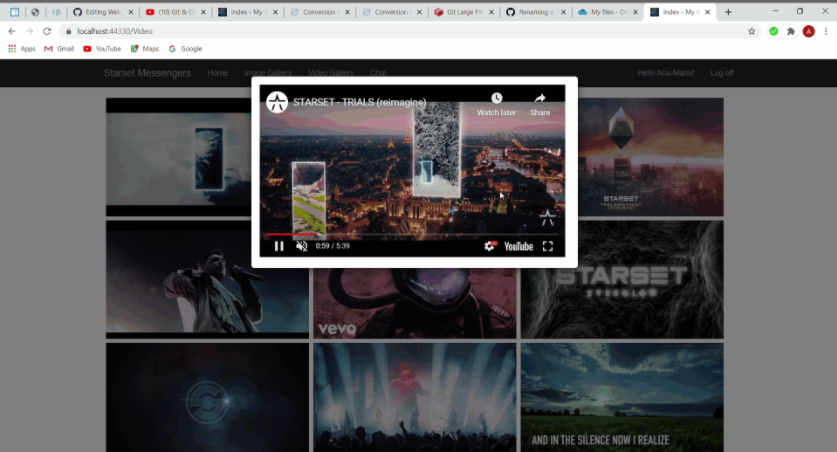 Editing Web
(10) Git & G
Index - My A
Conversion
Conversion
Git Large Fil
Renaming a
My files - O
Index - My A
localhost:44330/Video
A
Apps Gmail YouTube Maps Google
Starset Messengers Home Image Gallery Video Gallery Chat Hello Ana-Maria! Log off
STARSET - TRIALS (reimagine)
Watch later Share
0:59 / 5:39
YouTube
STARSET
vevo
STARSET
AND IN THE SILENCE NOW I REALIZE